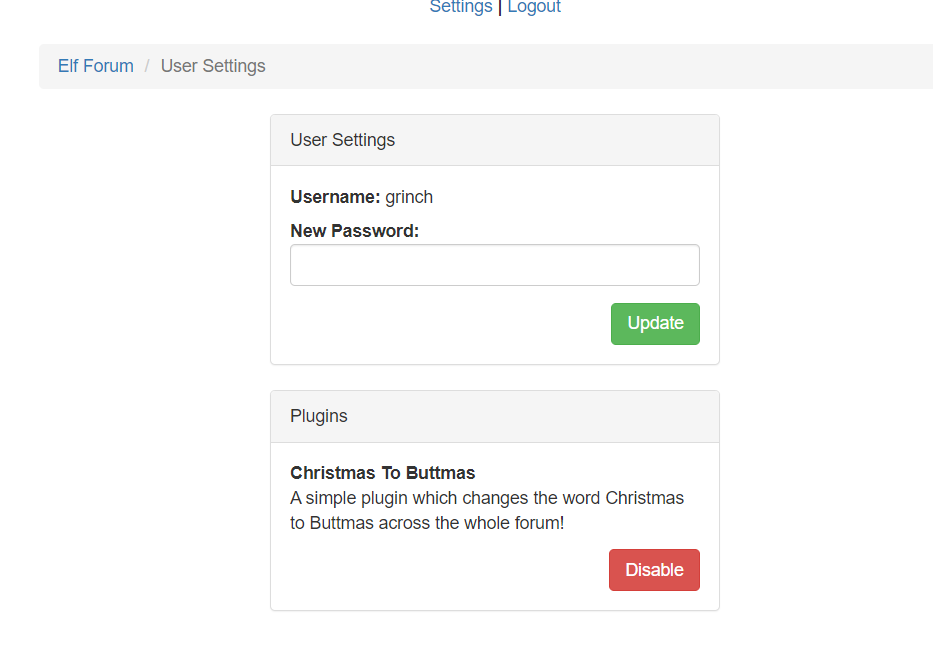 Settings | Logout
Elf Forum / User Settings
User Settings
Username: grinch
New Password:
Update
Plugins
Christmas To Buttmas
A simple plugin which changes the word Christmas
to Buttmas across the whole forum!
Disable